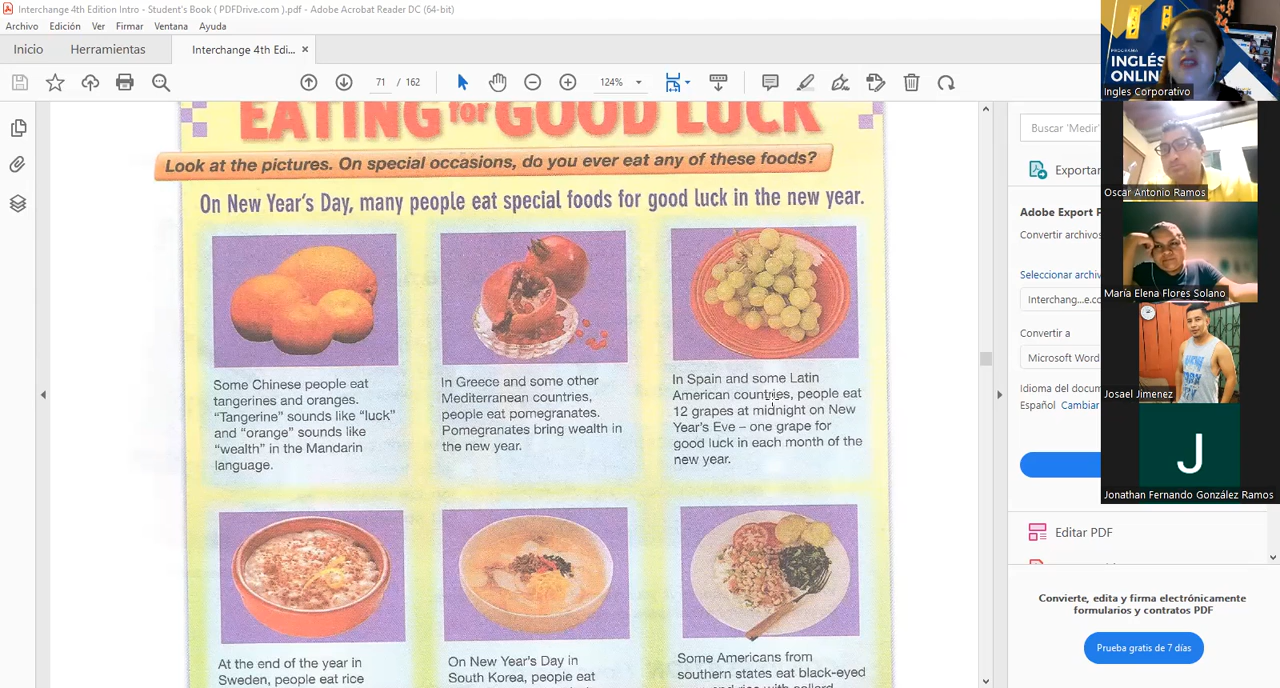 Interchange 4th Edition Intro - Student's Book ( PDFDrive.com ).pdf - Adobe Acrobat Reader DC (64-bit)
Archivo Edición Ver Firmar Ventana Ayuda
Inicio Herramientas Interchange 4th Edi... ×
71 / 162 124%
EATING for GOOD LUCK
Look at the pictures. On special occasions, do you ever eat any of these foods?
On New Year's Day, many people eat special foods for good luck in the new year.
Some Chinese people eat
tangerines and oranges.
“Tangerine” sounds like “luck”
and “orange” sounds like
“wealth” in the Mandarin
language.
In Greece and some other
Mediterranean countries,
people eat pomegranates.
Pomegranates bring wealth in
the new year.
In Spain and some Latin
American countries, people eat
12 grapes at midnight on New
Year's Eve – one grape for
good luck in each month of the
new year.
At the end of the year in
Sweden, people eat rice
On New Year's Day in
South Korea, people eat
Some Americans from
southern states eat black-eyed
Buscar 'Medir'
Exportar
Adobe Export P
Convertir archivos
Seleccionar archiv
Interchang...e.co
Convertir a
Microsoft Word
Idioma del docum
Español Cambiar
Editar PDF
Convierte, edita y firma electrónicamente
formularios y contratos PDF
Prueba gratis de 7 días
PROGRAMA
INGLÉS
ONLIN
Ingles Corporativo
Oscar Antonio Ramos
María Elena Flores Solano
Josael Jimenez
J
Jonathan Fernando González Ramos